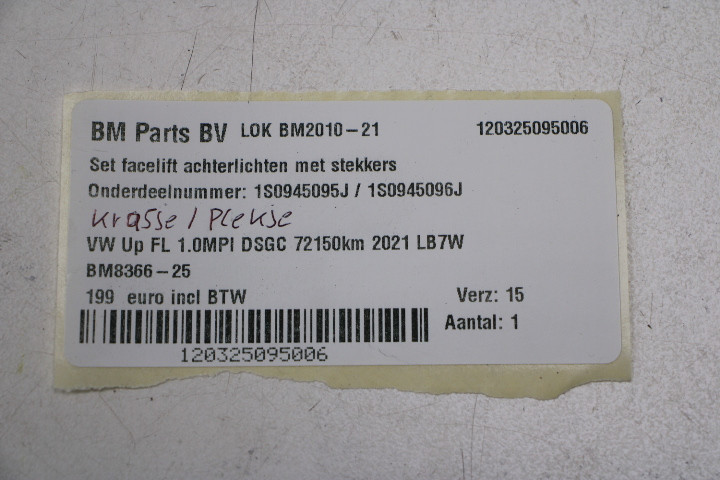 BM Parts BV LOK BM2010-21 120325095006
Set facelift achterlichten met stekkers
Onderdeelnummer: 1S0945095J / 1S0945096J
Krasse / Plekje
VW Up FL 1.0MPI DSGC 72150km 2021 LB7W
BM8366-25
199 euro incl BTW Verz: 15
Aantal: 1
120325095006